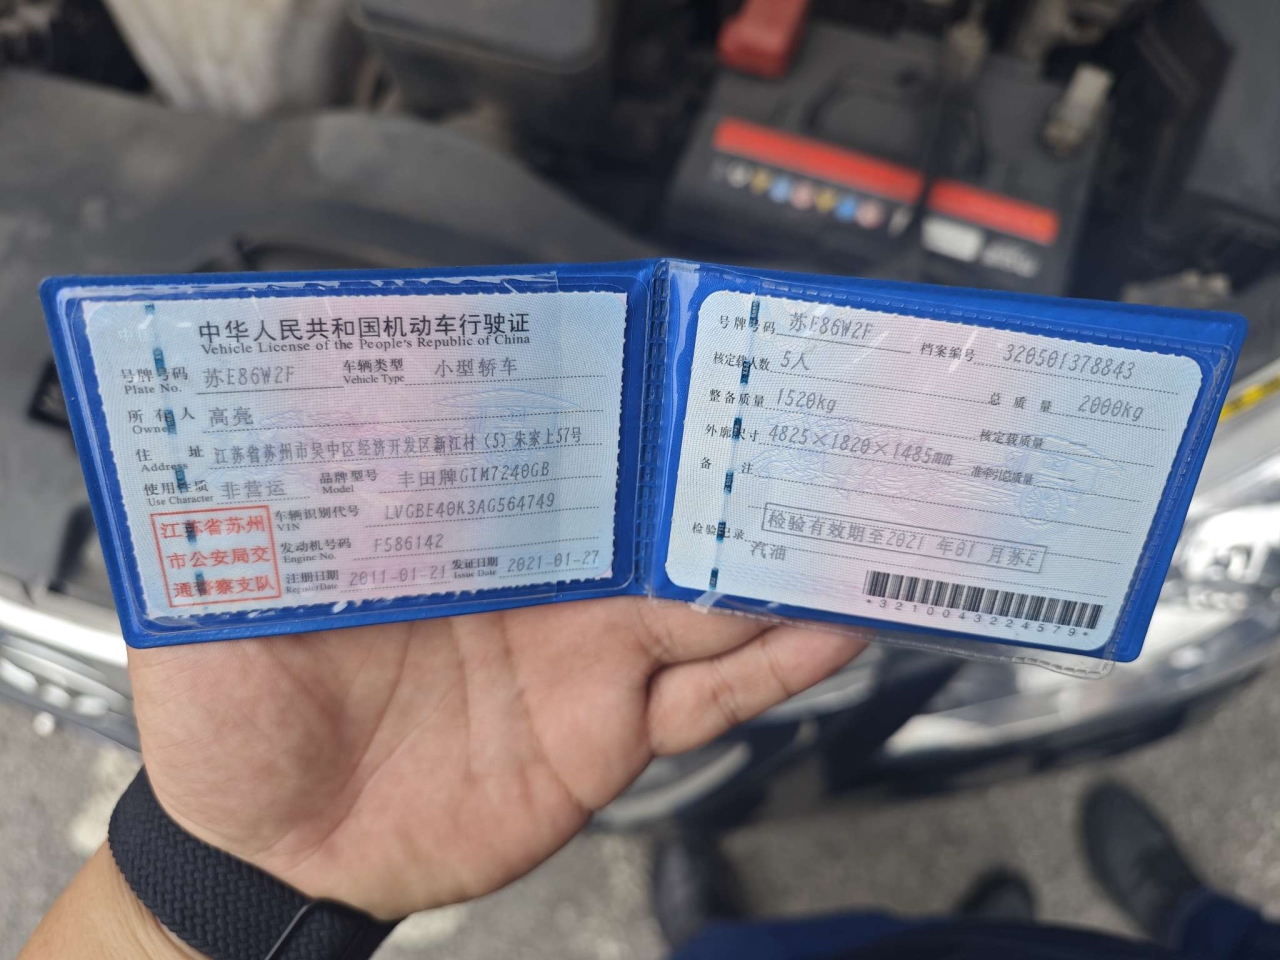 中华人民共和国机动车行驶证
Vehicle License of the People's Republic of China
号牌号码 苏E86W2F 车辆类型 小型轿车
Plate No. Vehicle Type
所有人 高亮
Owner
住址 江苏省苏州市吴中区经济开发区新江村(5)朱家上57号
Address
使用性质 非营运 品牌型号 丰田牌GTM7240GB
Use Character Model
江苏省苏州
市公安局交
通警察支队
车辆识别代号 LVGBE40K3AG564749
VIN
发动机号码 F586142
Engine No.
注册日期 2011-01-21 发证日期 2021-01-27
Register Date Issue Date
号牌号码 苏E86W2F 档案编号 320501378843
核定载人数 5人 总质量 2000kg
整备质量 1520kg 核定载质量
外廓尺寸 4825×1820×1485mm 准牵引总质量
备注
检验有效期至2021年01月苏E
检验记录
汽油
*3210043224579*